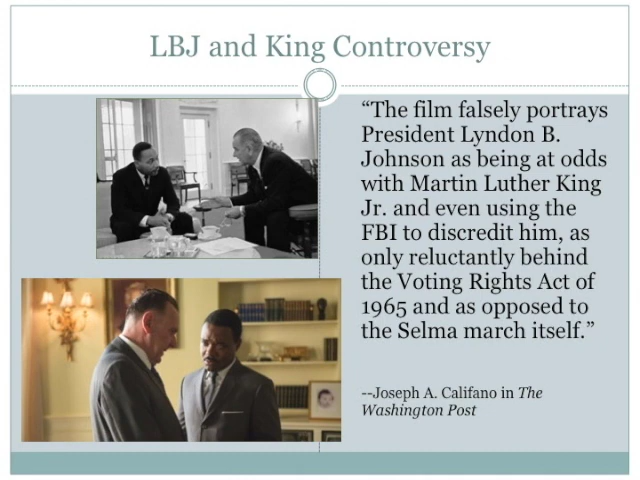 LBJ and King Controversy
“The film falsely portrays
President Lyndon B.
Johnson as being at odds
with Martin Luther King
Jr. and even using the
FBI to discredit him, as
only reluctantly behind
the Voting Rights Act of
1965 and as opposed to
the Selma march itself.”
--Joseph A. Califano in The
Washington Post